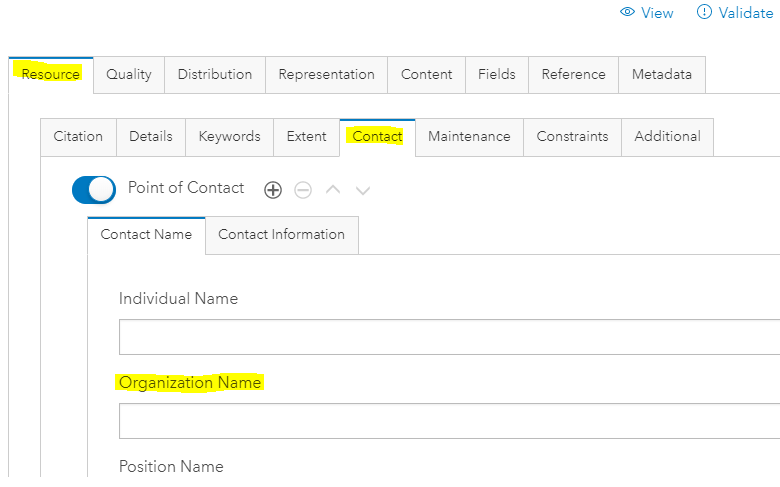 View Validate
Resource Quality Distribution Representation Content Fields Reference Metadata
Citation Details Keywords Extent Contact Maintenance Constraints Additional
Point of Contact
Contact Name Contact Information
Individual Name
Organization Name
Position Name